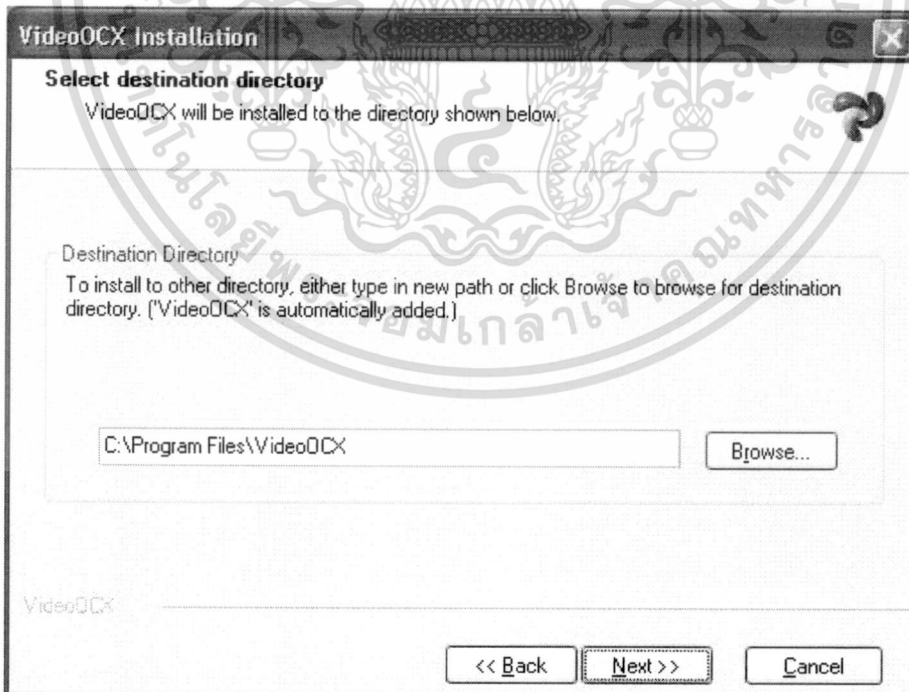 VideoOCX Installation
Select destination directory
VideoOCX will be installed to the directory shown below.
Destination Directory
To install to other directory, either type in new path or click Browse to browse for destination
directory. ('VideoOCX' is automatically added.)
C:\Program Files\VideoOCX
Browse...
VideoOCX
<< Back
Next >>
Cancel